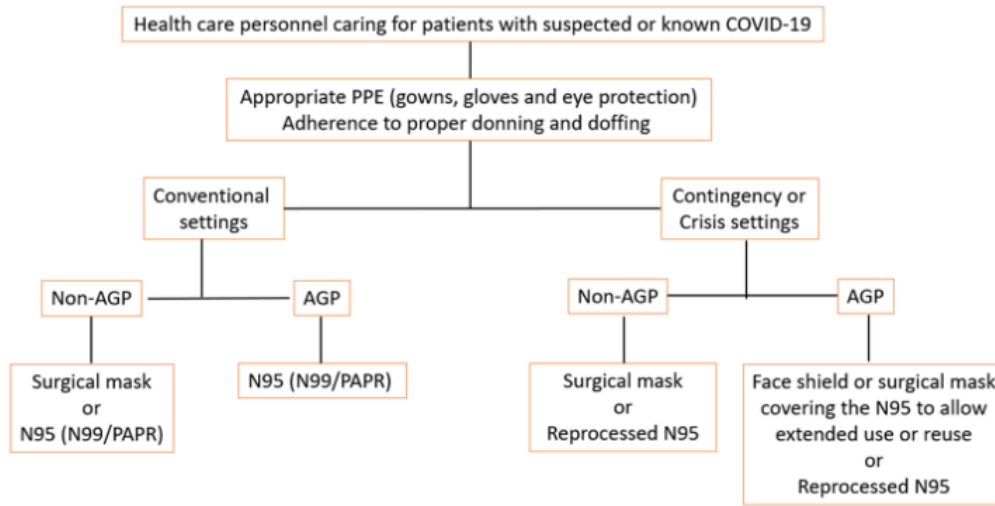 Health care personnel caring for patients with suspected or known COVID-19
Appropriate PPE (gowns, gloves and eye protection)
Adherence to proper donning and doffing
Conventional
settings
Contingency or
Crisis settings
Non-AGP
AGP
Non-AGP
AGP
Surgical mask
or
N95 (N99/PAPR)
N95 (N99/PAPR)
Surgical mask
or
Reprocessed N95
Face shield or surgical mask
covering the N95 to allow
extended use or reuse
or
Reprocessed N95